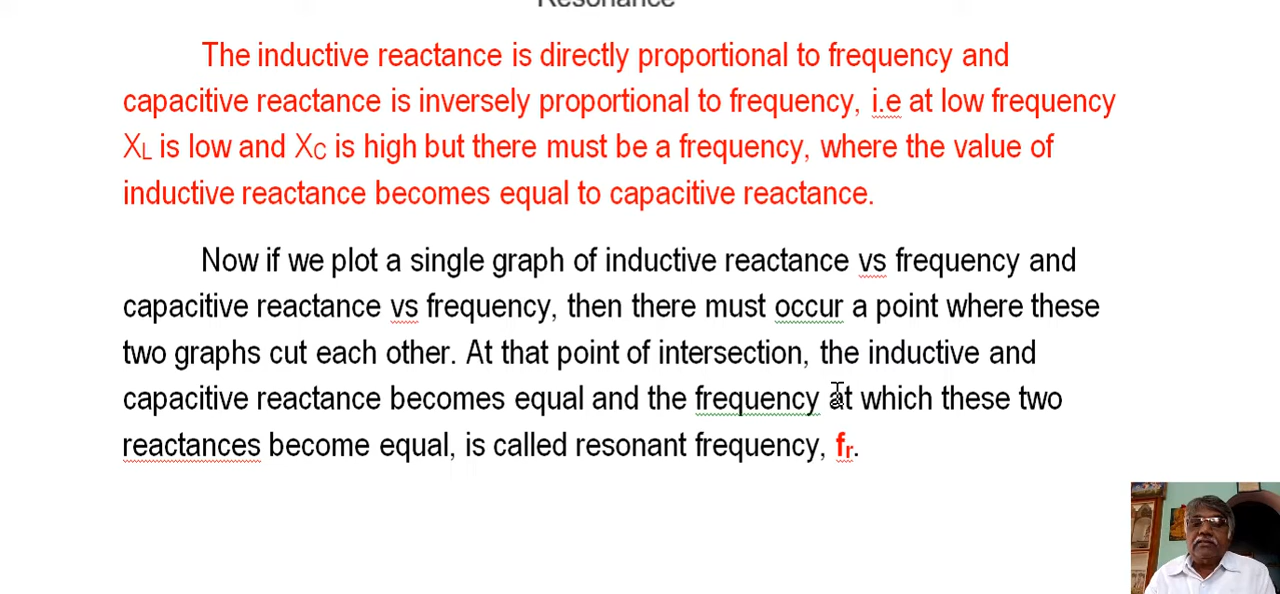 Resonance
The inductive reactance is directly proportional to frequency and
capacitive reactance is inversely proportional to frequency, i.e at low frequency
XL is low and XC is high but there must be a frequency, where the value of
inductive reactance becomes equal to capacitive reactance.
Now if we plot a single graph of inductive reactance vs frequency and
capacitive reactance vs frequency, then there must occur a point where these
two graphs cut each other. At that point of intersection, the inductive and
capacitive reactance becomes equal and the frequency at which these two
reactances become equal, is called resonant frequency, fr.